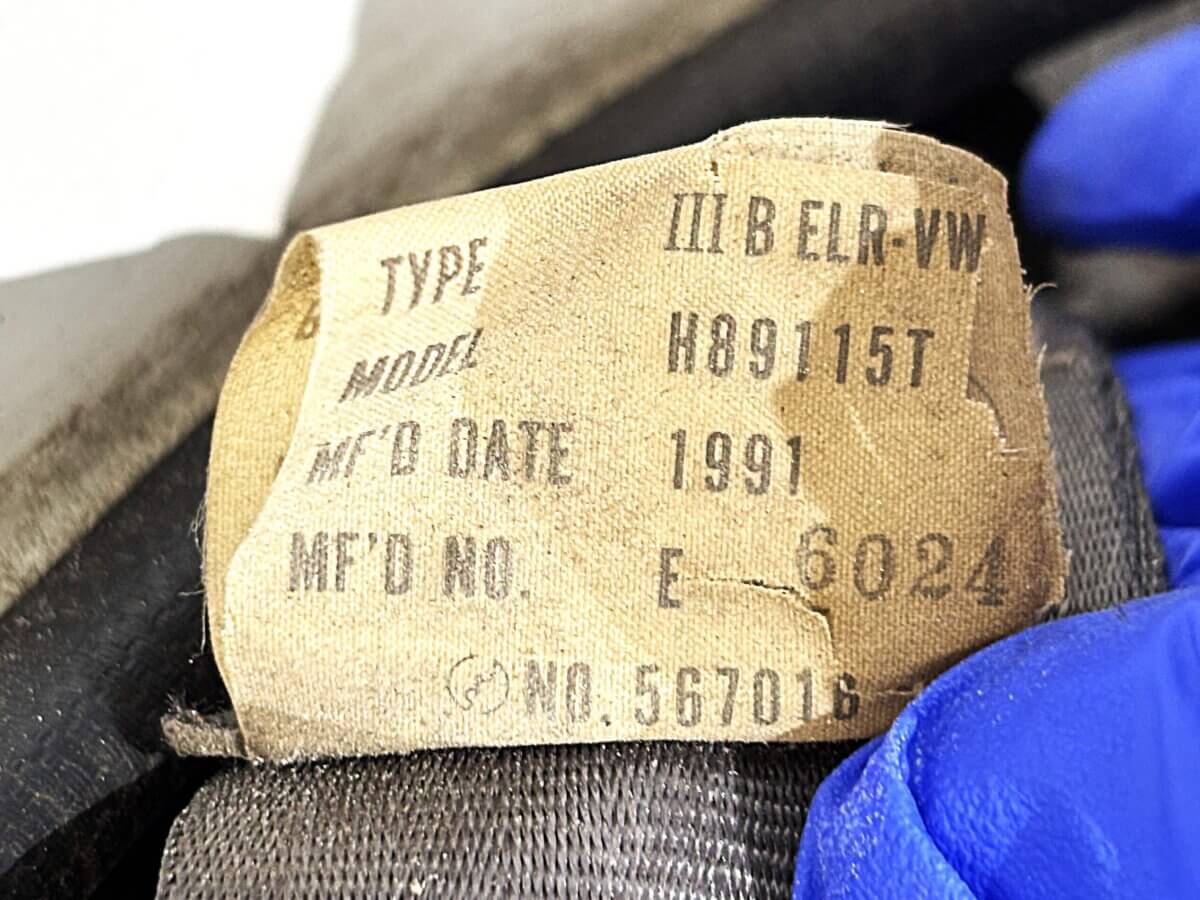 TYPE III B ELR-VW
MODEL H89115T
MF'D DATE 1991
MF'D NO. E 6024
NO. 567016